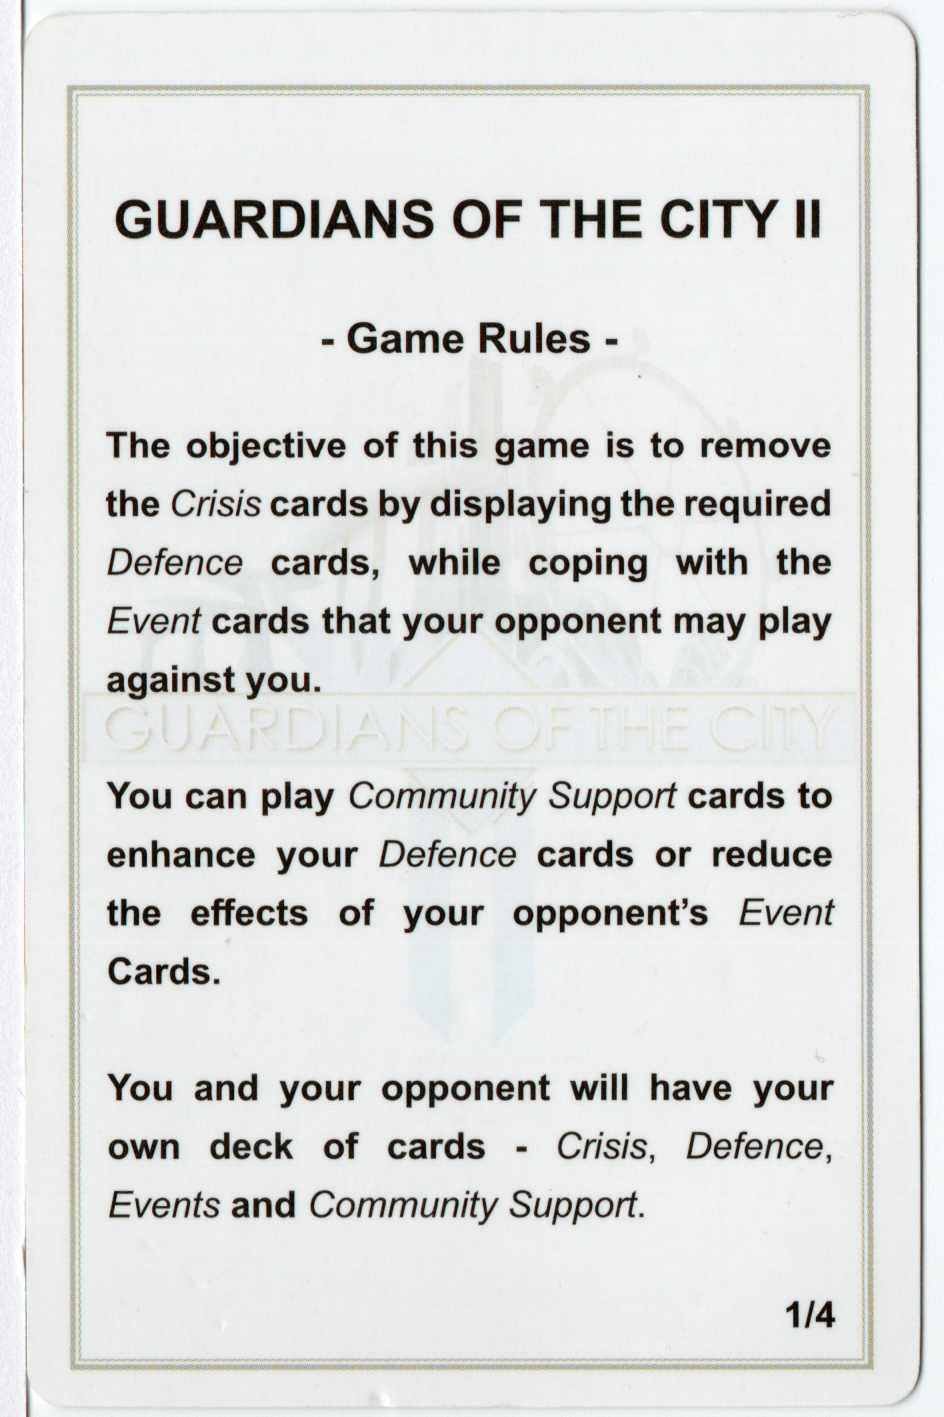 GUARDIANS OF THE CITY II
- Game Rules -
The objective of this game is to remove
the Crisis cards by displaying the required
Defence cards, while coping with the
Event cards that your opponent may play
against you.
GUARDIANS OF THE CITY
You can play Community Support cards to
enhance your Defence cards or reduce
the effects of your opponent's Event
Cards.
You and your opponent will have your
own deck of cards - Crisis, Defence,
Events and Community Support.
1/4